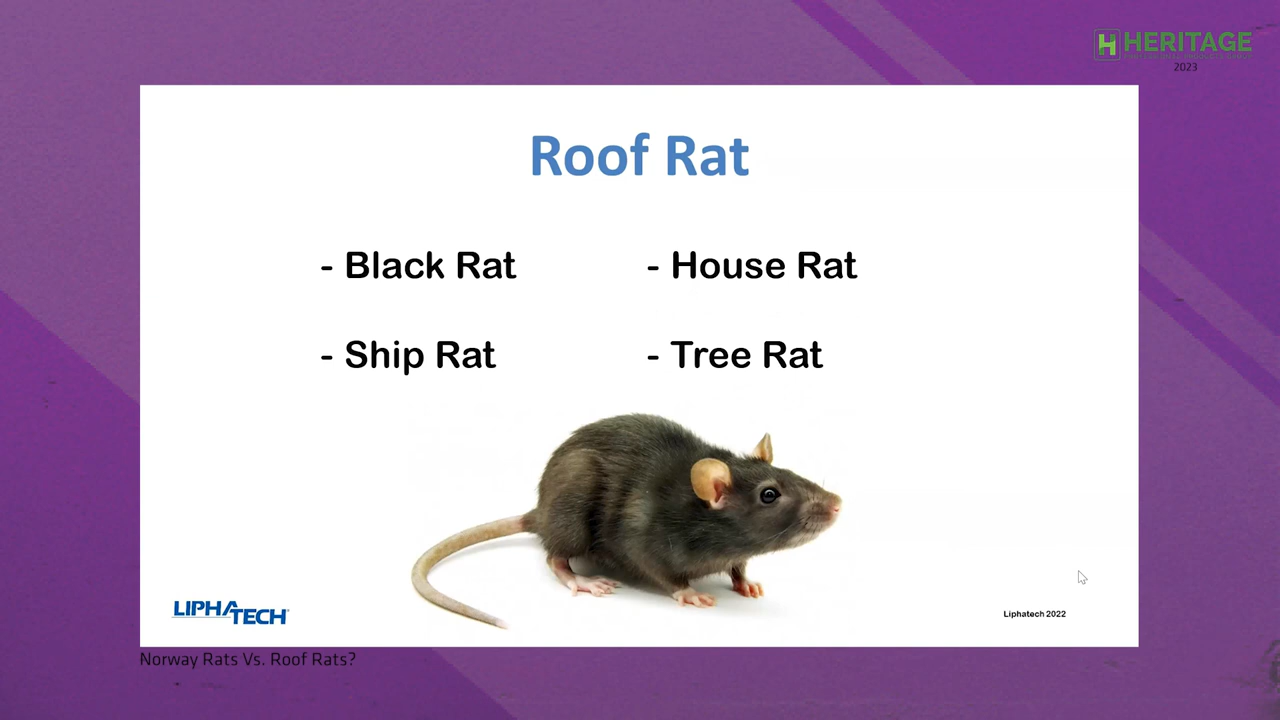 HERITAGE
2023
Roof Rat
- Black Rat
- House Rat
- Ship Rat
- Tree Rat
LIPHATECH
Liphatech 2022
Norway Rats Vs. Roof Rats?